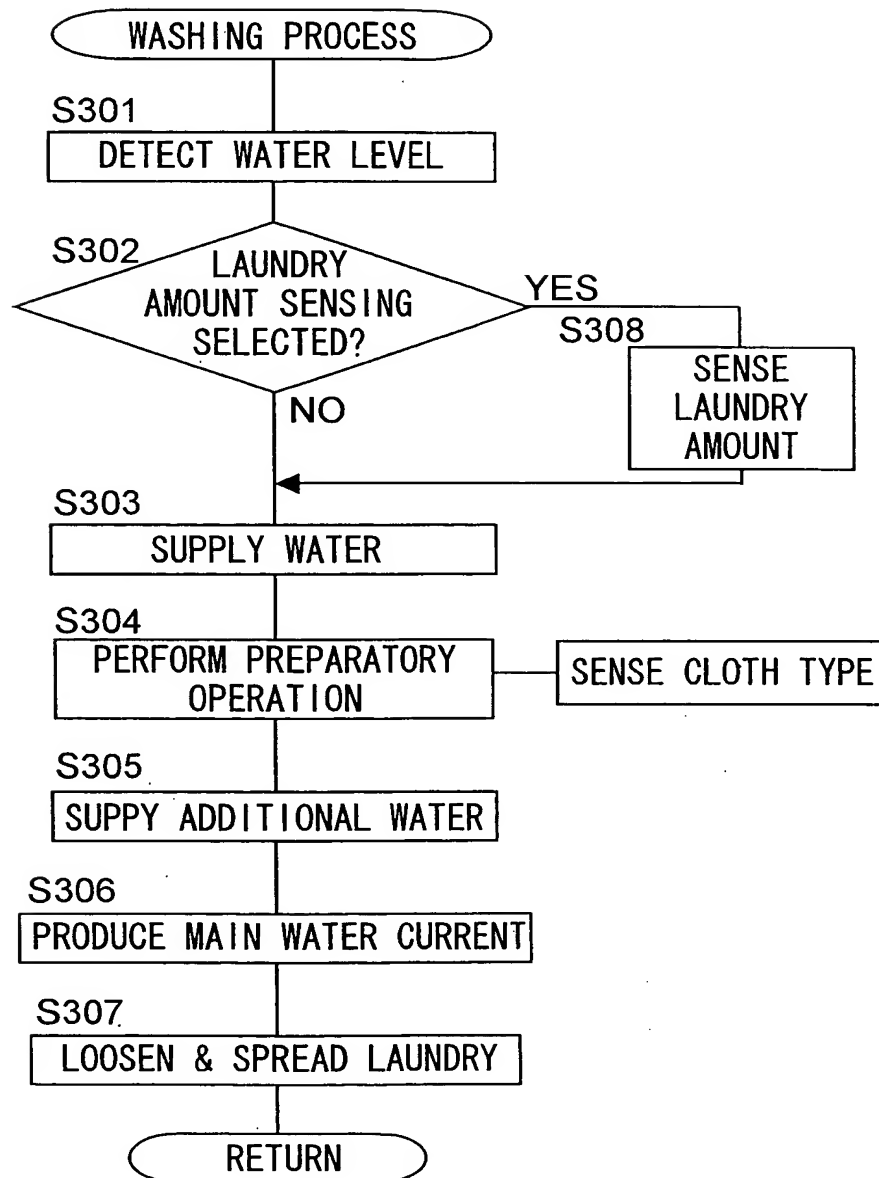 WASHING PROCESS
S301
DETECT WATER LEVEL
S302
LAUNDRY
AMOUNT SENSING
SELECTED?
YES
S308
SENSE
LAUNDRY
AMOUNT
NO
S303
SUPPLY WATER
S304
PERFORM PREPARATORY
OPERATION
SENSE CLOTH TYPE
S305
SUPPY ADDITIONAL WATER
S306
PRODUCE MAIN WATER CURRENT
S307
LOOSEN & SPREAD LAUNDRY
RETURN